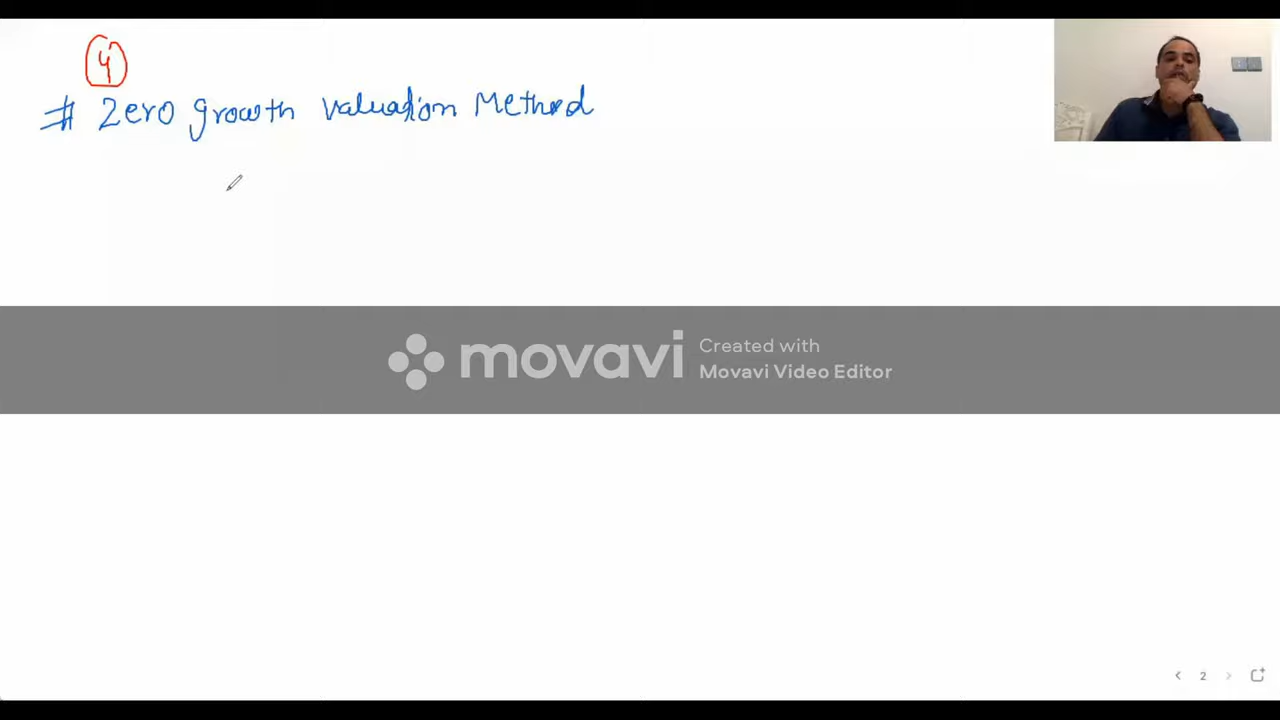 4
# Zero growth valuation Method
movavi
Created with
Movavi Video Editor
2